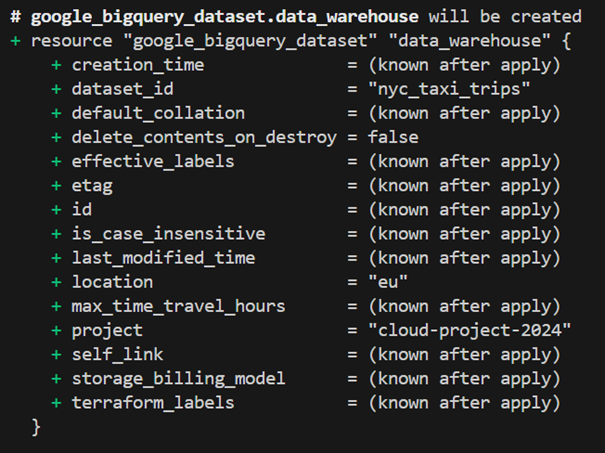 # google_bigquery_dataset.data_warehouse will be created
+ resource "google_bigquery_dataset" "data_warehouse" {
    + creation_time              = (known after apply)
    + dataset_id                 = "nyc_taxi_trips"
    + default_collation          = (known after apply)
    + delete_contents_on_destroy = false
    + effective_labels           = (known after apply)
    + etag                       = (known after apply)
    + id                         = (known after apply)
    + is_case_insensitive        = (known after apply)
    + last_modified_time         = (known after apply)
    + location                   = "eu"
    + max_time_travel_hours      = (known after apply)
    + project                    = "cloud-project-2024"
    + self_link                  = (known after apply)
    + storage_billing_model      = (known after apply)
    + terraform_labels           = (known after apply)
  }